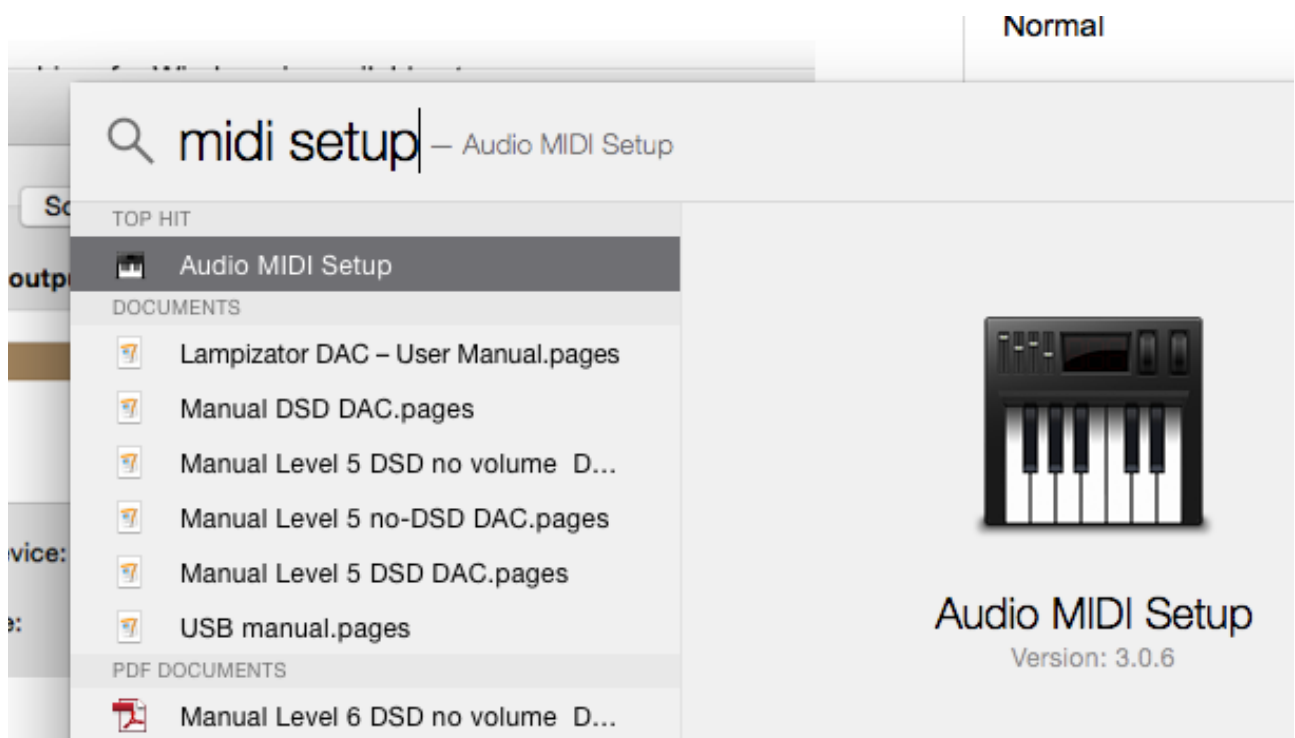 Normal
midi setup — Audio MIDI Setup
So
TOP HIT
Audio MIDI Setup
outp
DOCUMENTS
Lampizator DAC – User Manual.pages
Manual DSD DAC.pages
Manual Level 5 DSD no volume D...
Manual Level 5 no-DSD DAC.pages
vice:
Manual Level 5 DSD DAC.pages
e:
USB manual.pages
Audio MIDI Setup
Version: 3.0.6
PDF DOCUMENTS
Manual Level 6 DSD no volume D...